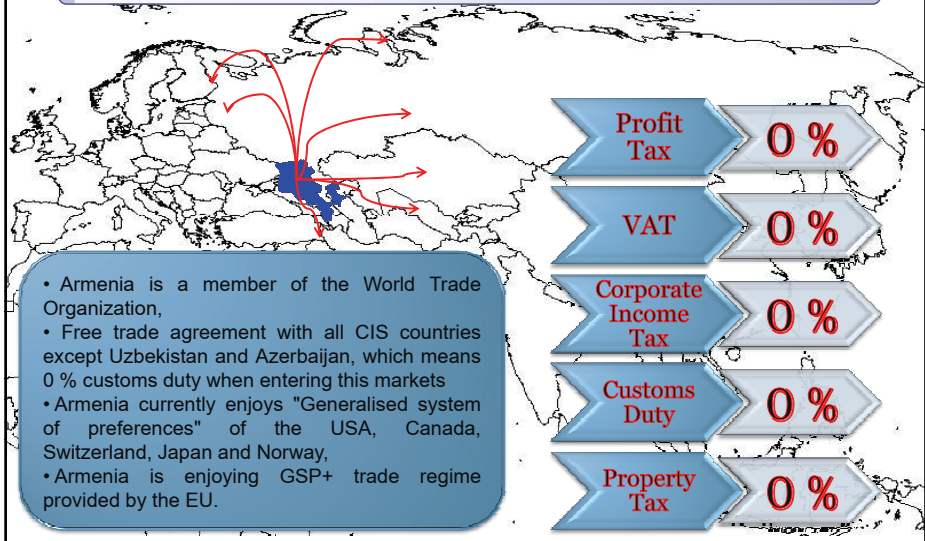 • Armenia is a member of the World Trade
Organization,
• Free trade agreement with all CIS countries
except Uzbekistan and Azerbaijan, which means
0 % customs duty when entering this markets
• Armenia currently enjoys "Generalised system
of preferences" of the USA, Canada,
Switzerland, Japan and Norway,
• Armenia is enjoying GSP+ trade regime
provided by the EU.
Profit
Tax
0 %
VAT
0 %
Corporate
Income
Tax
0 %
Customs
Duty
0 %
Property
Tax
0 %